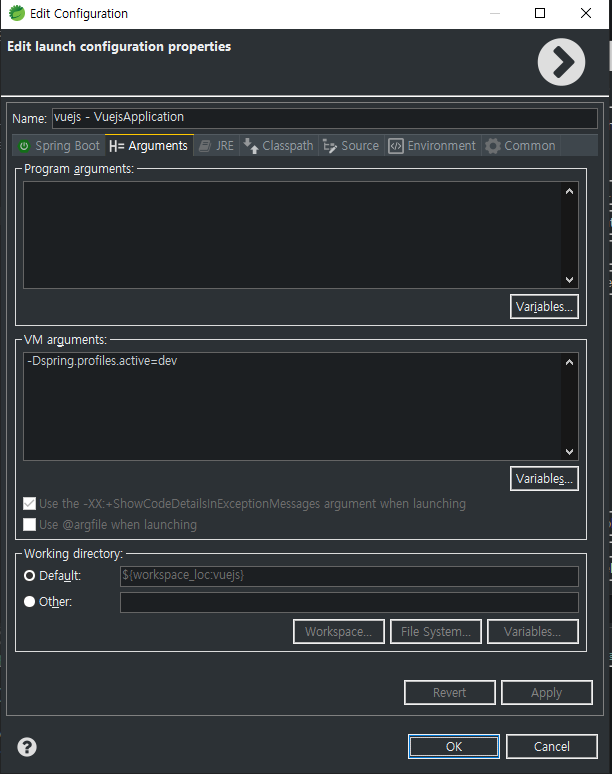 Edit Configuration
Edit launch configuration properties
Name: vuejs - VuejsApplication
Spring Boot Arguments JRE Classpath Source Environment Common
Program arguments:
Variables...
VM arguments:
-Dspring.profiles.active=dev
Variables...
Use the -XX:+ShowCodeDetailsInExceptionMessages argument when launching
Use @argfile when launching
Working directory:
Default: ${workspace_loc:vuejs}
Other:
Workspace... File System... Variables...
Revert Apply
OK Cancel